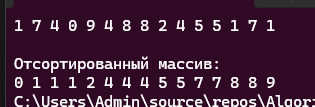 1 7 4 0 9 4 8 8 2 4 5 5 1 7 1
Отсортированный массив:
0 1 1 1 2 4 4 4 5 5 7 7 8 8 9
C:\Users\Admin\source\repos\Algor